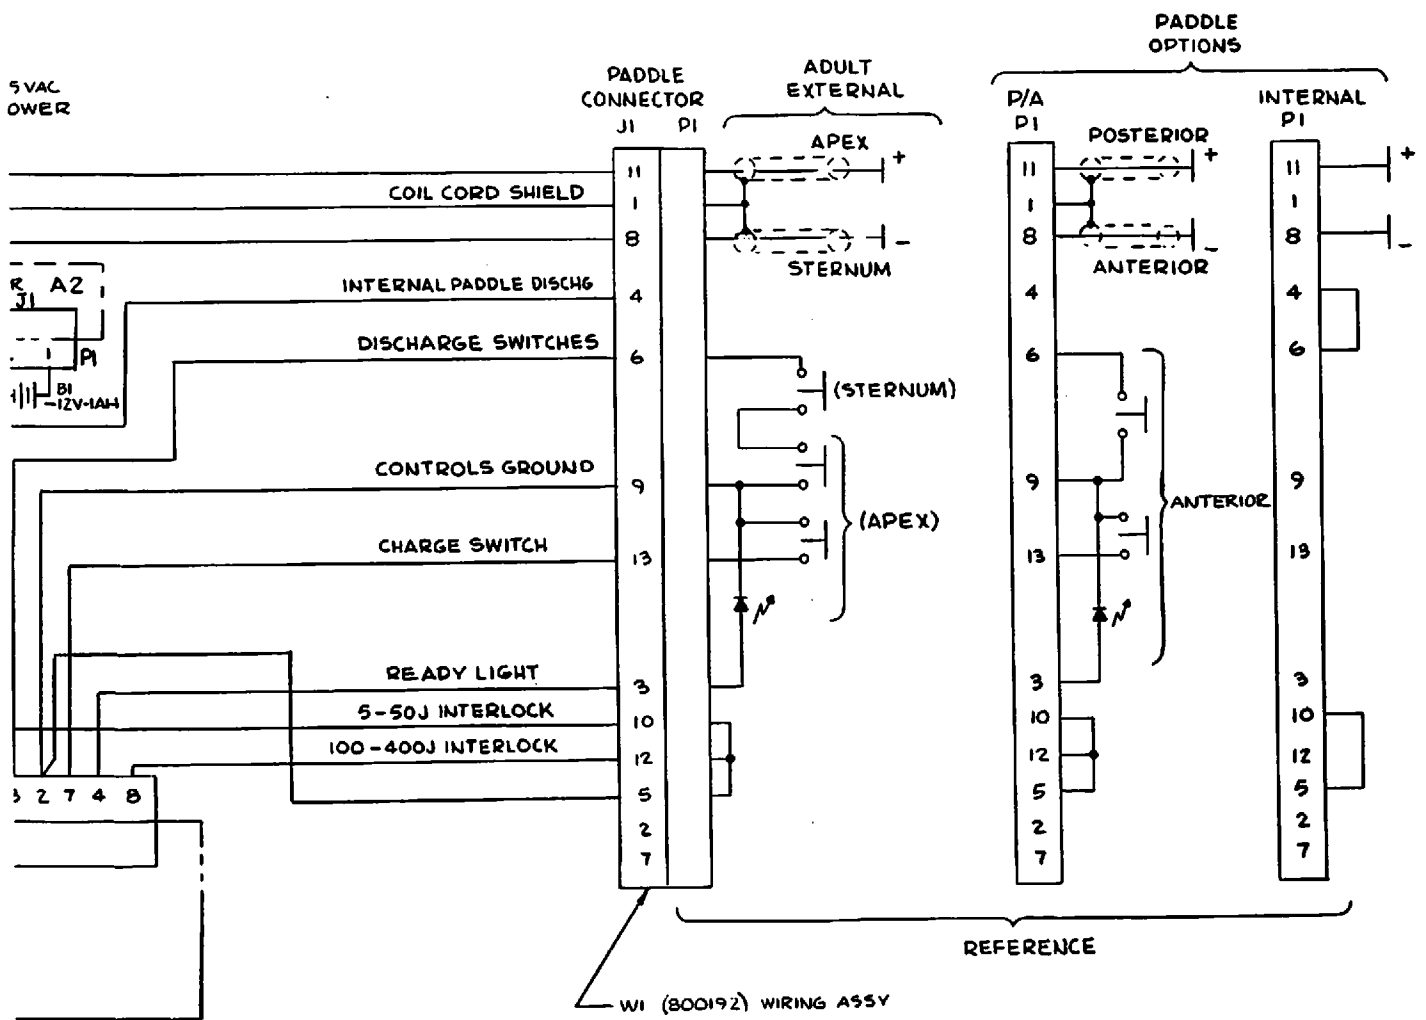 PADDLE
OPTIONS
5 VAC
OWER
PADDLE
CONNECTOR
J1 P1
ADULT
EXTERNAL
P/A
P1
INTERNAL
P1
APEX
+
POSTERIOR
+
+
11
11
11
COIL CORD SHIELD
1
1
1
8
8
8
-
-
-
STERNUM
ANTERIOR
R A2
J1
P1
B1
-12V-1AH
INTERNAL PADDLE DISCHG
4
4
4
DISCHARGE SWITCHES
6
6
6
(STERNUM)
CONTROLS GROUND
9
9
9
(APEX)
ANTERIOR
CHARGE SWITCH
13
13
13
READY LIGHT
3
3
3
5-50J INTERLOCK
10
10
10
100-400J INTERLOCK
12
12
12
3 2 7 4 8
5
5
5
2
2
2
7
7
7
REFERENCE
W1 (800192) WIRING ASSY